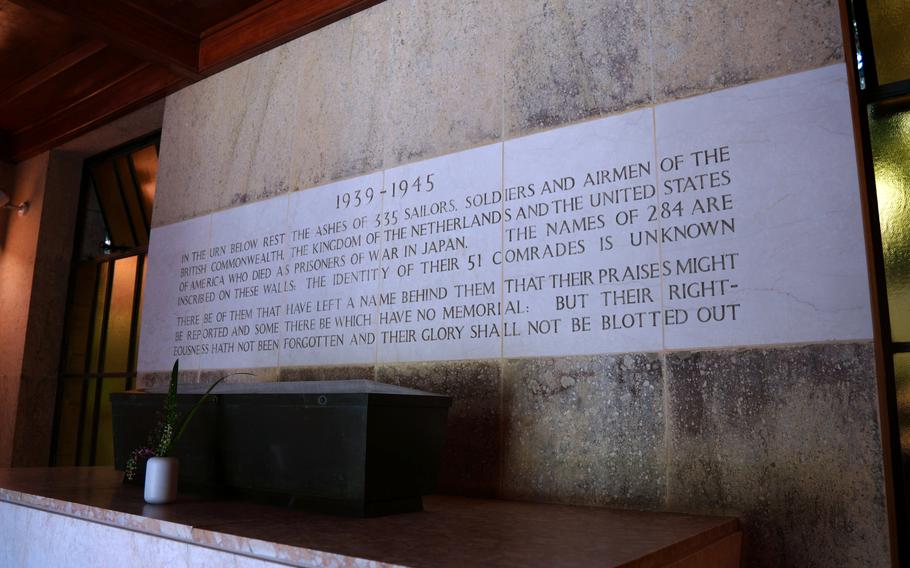 1939-1945
IN THE URN BELOW REST THE ASHES OF 335 SAILORS, SOLDIERS AND AIRMEN OF THE
BRITISH COMMONWEALTH, THE KINGDOM OF THE NETHERLANDS AND THE UNITED STATES
OF AMERICA WHO DIED AS PRISONERS OF WAR IN JAPAN. THE NAMES OF 284 ARE
INSCRIBED ON THESE WALLS: THE IDENTITY OF THEIR 51 COMRADES IS UNKNOWN
THERE BE OF THEM THAT HAVE LEFT A NAME BEHIND THEM THAT THEIR PRAISES MIGHT
BE REPORTED AND SOME THERE BE WHICH HAVE NO MEMORIAL: BUT THEIR RIGHT-
EOUSNESS HATH NOT BEEN FORGOTTEN AND THEIR GLORY SHALL NOT BE BLOTTED OUT